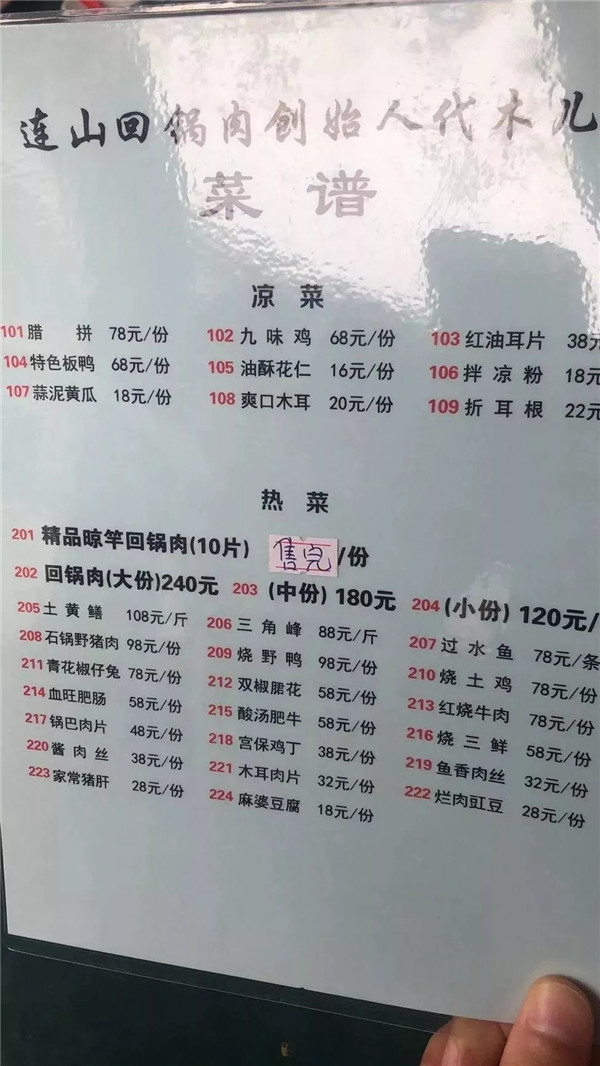 连山回锅肉创始人代木儿
菜谱
凉菜
101 腊拼 78元/份 102 九味鸡 68元/份 103 红油耳片 38元
104 特色板鸭 68元/份 105 油酥花仁 16元/份 106 拌凉粉 18元
107 蒜泥黄瓜 18元/份 108 爽口木耳 20元/份 109 折耳根 22元
热菜
201 精品晾竿回锅肉(10片) 售完 /份
202 回锅肉(大份)240元 203 (中份) 180元 204 (小份) 120元/
205 土黄鳝 108元/斤 206 三角峰 88元/斤 207 过水鱼 78元/条
208 石锅野猪肉 98元/份 209 烧野鸭 98元/份 210 烧土鸡 78元/份
211 青花椒仔兔 78元/份 212 双椒腰花 58元/份 213 红烧牛肉 78元/份
214 血旺肥肠 58元/份 215 酸汤肥牛 58元/份 216 烧三鲜 58元/份
217 锅巴肉片 48元/份 218 宫保鸡丁 38元/份 219 鱼香肉丝 32元/份
220 酱肉丝 38元/份 221 木耳肉片 32元/份 222 烂肉豇豆 28元/份
223 家常猪肝 28元/份 224 麻婆豆腐 18元/份